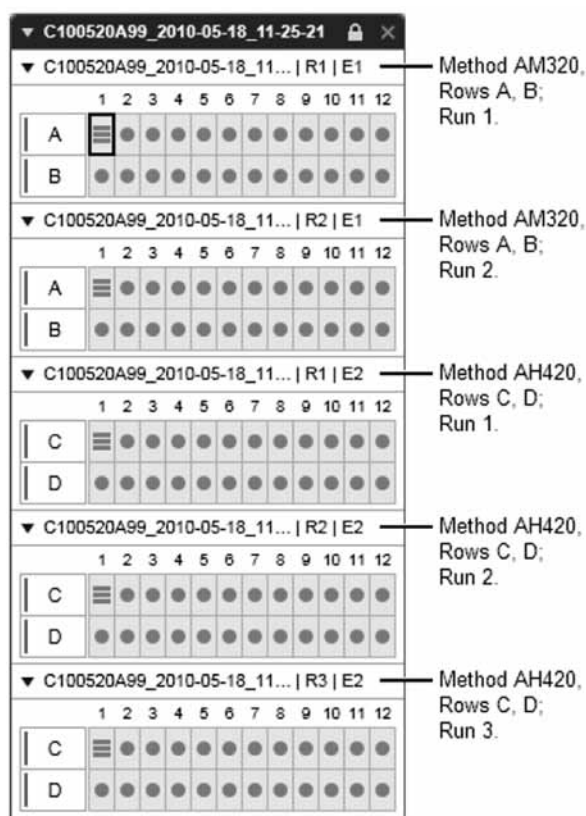 ▼ C100520A99_2010-05-18_11-25-21
▼ C100520A99_2010-05-18_11... | R1 | E1
Method AM320,
Rows A, B;
Run 1.
1 2 3 4 5 6 7 8 9 10 11 12
A
B
▼ C100520A99_2010-05-18_11... | R2 | E1
Method AM320,
Rows A, B;
Run 2.
1 2 3 4 5 6 7 8 9 10 11 12
A
B
▼ C100520A99_2010-05-18_11... | R1 | E2
Method AH420,
Rows C, D;
Run 1.
1 2 3 4 5 6 7 8 9 10 11 12
C
D
▼ C100520A99_2010-05-18_11... | R2 | E2
Method AH420,
Rows C, D;
Run 2.
1 2 3 4 5 6 7 8 9 10 11 12
C
D
▼ C100520A99_2010-05-18_11... | R3 | E2
Method AH420,
Rows C, D;
Run 3.
1 2 3 4 5 6 7 8 9 10 11 12
C
D